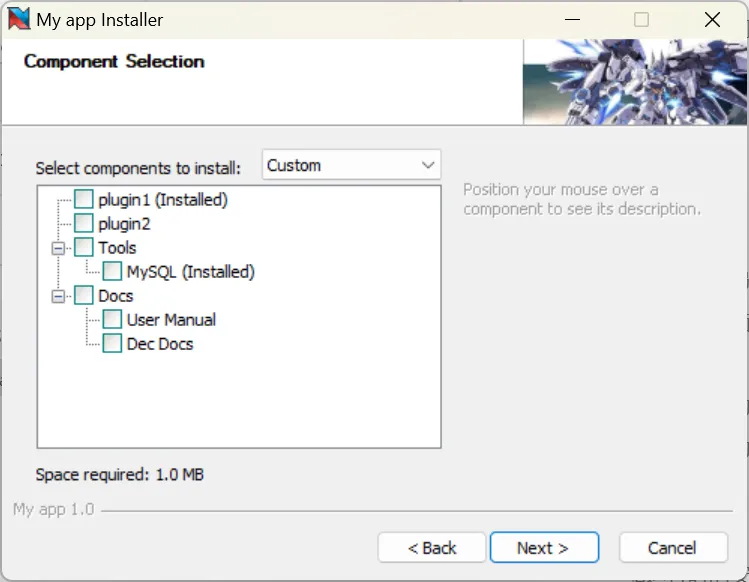 My app Installer
Component Selection
Select components to install:
Custom
Position your mouse over a
component to see its description.
plugin1 (Installed)
plugin2
Tools
MySQL (Installed)
Docs
User Manual
Dec Docs
Space required: 1.0 MB
My app 1.0
< Back
Next >
Cancel